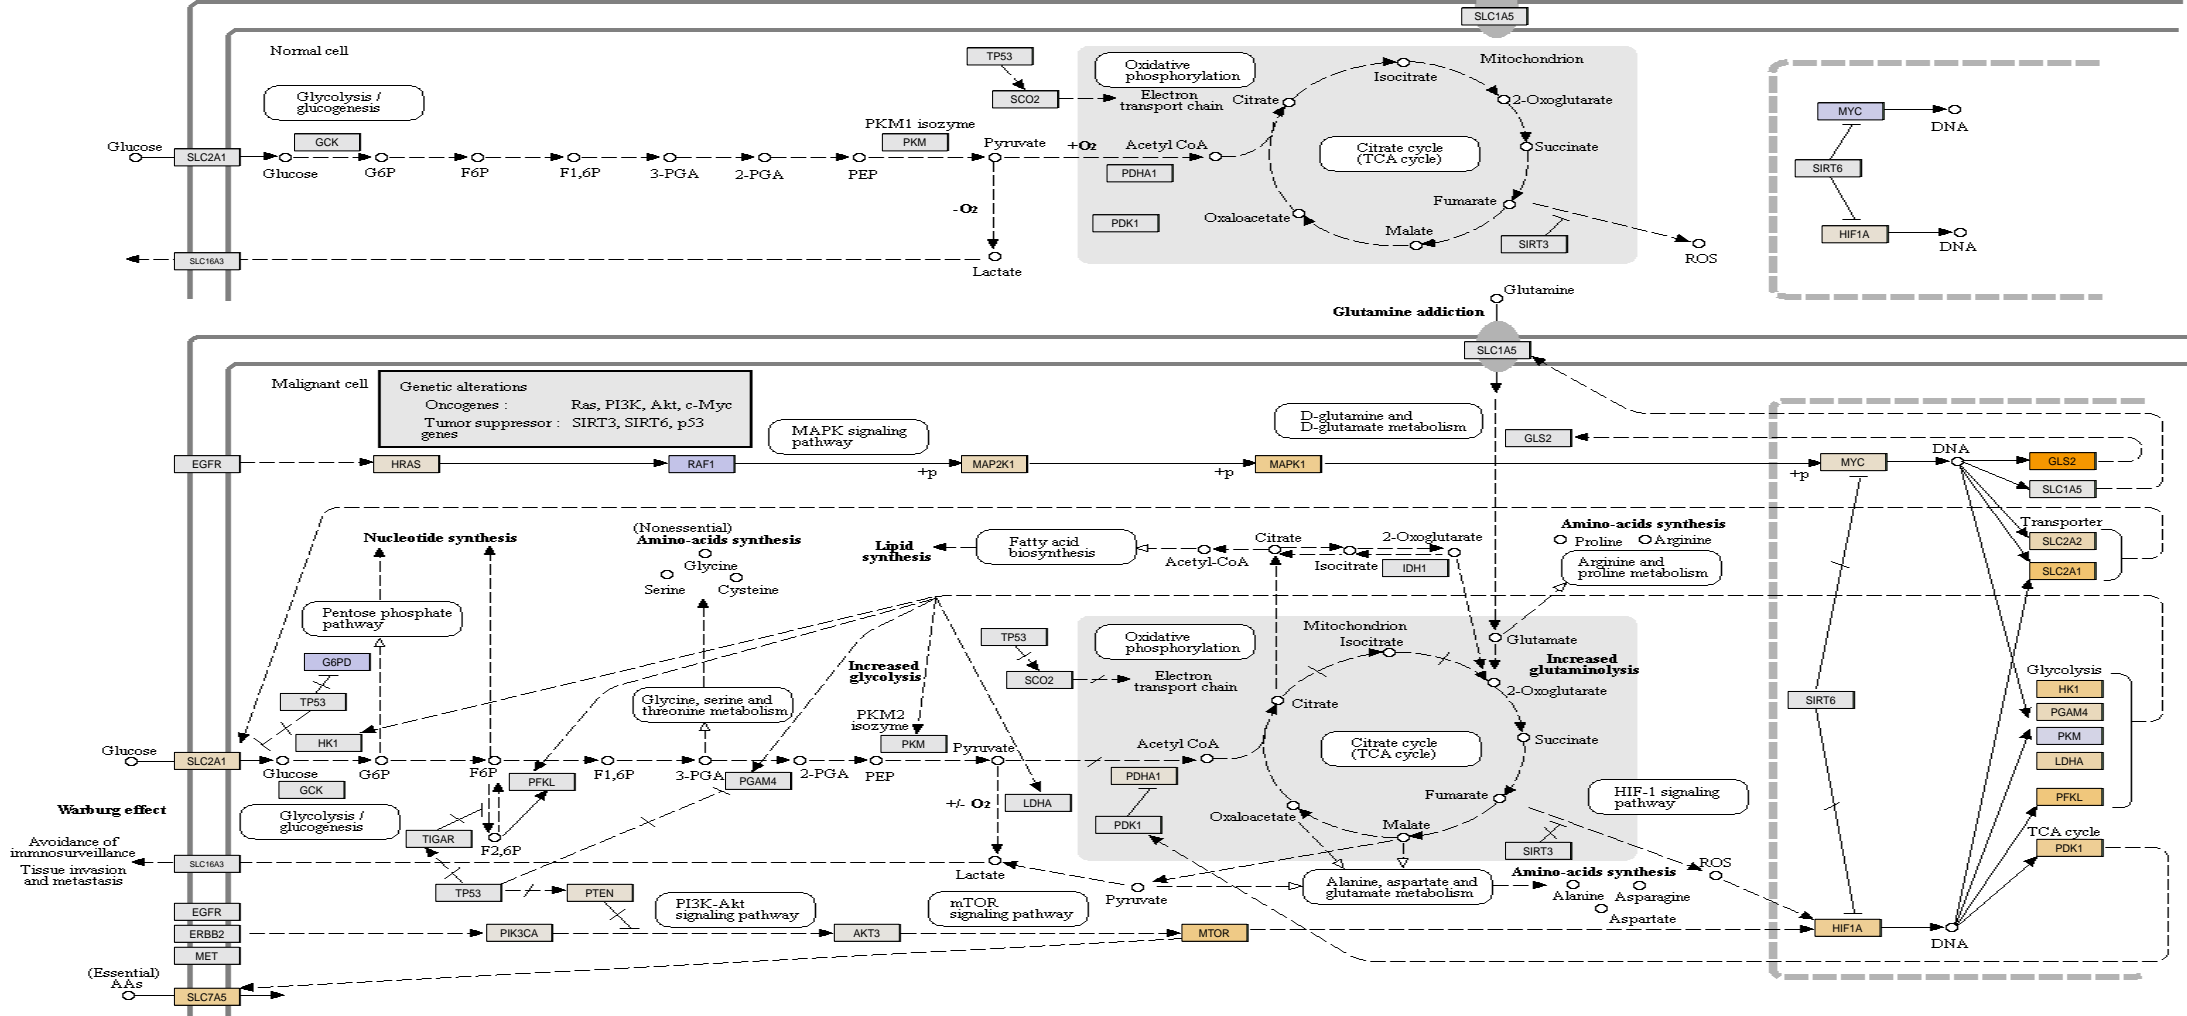 SLC1A5
Normal cell
TP53
Oxidative
phosphorylation
Mitochondrion
Isocitrate
Glycolysis /
glucogenesis
SCO2
Electron
transport chain
Citrate
2-Oxoglutarate
MYC
DNA
PKM1 isozyme
Glucose
SLC2A1
GCK
PKM
Pyruvate
+O2
Acetyl CoA
Citrate cycle
(TCA cycle)
Succinate
Glucose
G6P
F6P
F1,6P
3-PGA
2-PGA
PEP
PDHA1
SIRT6
-O2
PDK1
Oxaloacetate
Fumarate
Malate
SIRT3
HIF1A
DNA
SLC16A3
Lactate
ROS
Glutamine
Glutamine addiction
SLC1A5
Malignant cell
Genetic alterations
Oncogenes : Ras, PI3K, Akt, c-Myc
Tumor suppressor : SIRT3, SIRT6, p53
genes
MAPK signaling
pathway
D-glutamine and
D-glutamate metabolism
GLS2
EGFR
HRAS
RAF1
+p
MAP2K1
+p
MAPK1
+p
MYC
DNA
GLS2
SLC1A5
Nucleotide synthesis
(Nonessential)
Amino-acids synthesis
Glycine
Serine
Cysteine
Lipid
synthesis
Fatty acid
biosynthesis
Acetyl-CoA
Citrate
Isocitrate
2-Oxoglutarate
IDH1
Amino-acids synthesis
Proline
Arginine
Arginine and
proline metabolism
Transporter
SLC2A2
SLC2A1
Pentose phosphate
pathway
G6PD
TP53
HK1
Glycine, serine and
threonine metabolism
Increased
glycolysis
TP53
SCO2
Oxidative
phosphorylation
Electron
transport chain
Mitochondrion
Isocitrate
Glutamate
Increased
glutaminolysis
2-Oxoglutarate
Citrate
SIRT6
Glycolysis
HK1
PGAM4
PKM
LDHA
PFKL
PKM2
isozyme
PKM
Glucose
SLC2A1
Glucose
GCK
G6P
F6P
PFKL
F1,6P
3-PGA
PGAM4
2-PGA
PEP
Pyruvate
Acetyl CoA
Citrate cycle
(TCA cycle)
Succinate
PDHA1
PDK1
Warburg effect
Glycolysis /
glucogenesis
TIGAR
F2,6P
+/- O2
LDHA
Oxaloacetate
Fumarate
Malate
SIRT3
HIF-1 signaling
pathway
TCA cycle
PDK1
Avoidance of
immnosurveillance
Tissue invasion
and metastasis
SLC16A3
Lactate
ROS
TP53
PTEN
PI3K-Akt
signaling pathway
mTOR
signaling pathway
Pyruvate
Alanine, aspartate and
glutamate metabolism
Amino-acids synthesis
Alanine
Asparagine
Aspartate
EGFR
ERBB2
MET
PIK3CA
AKT3
MTOR
HIF1A
DNA
(Essential)
AAs
SLC7A5